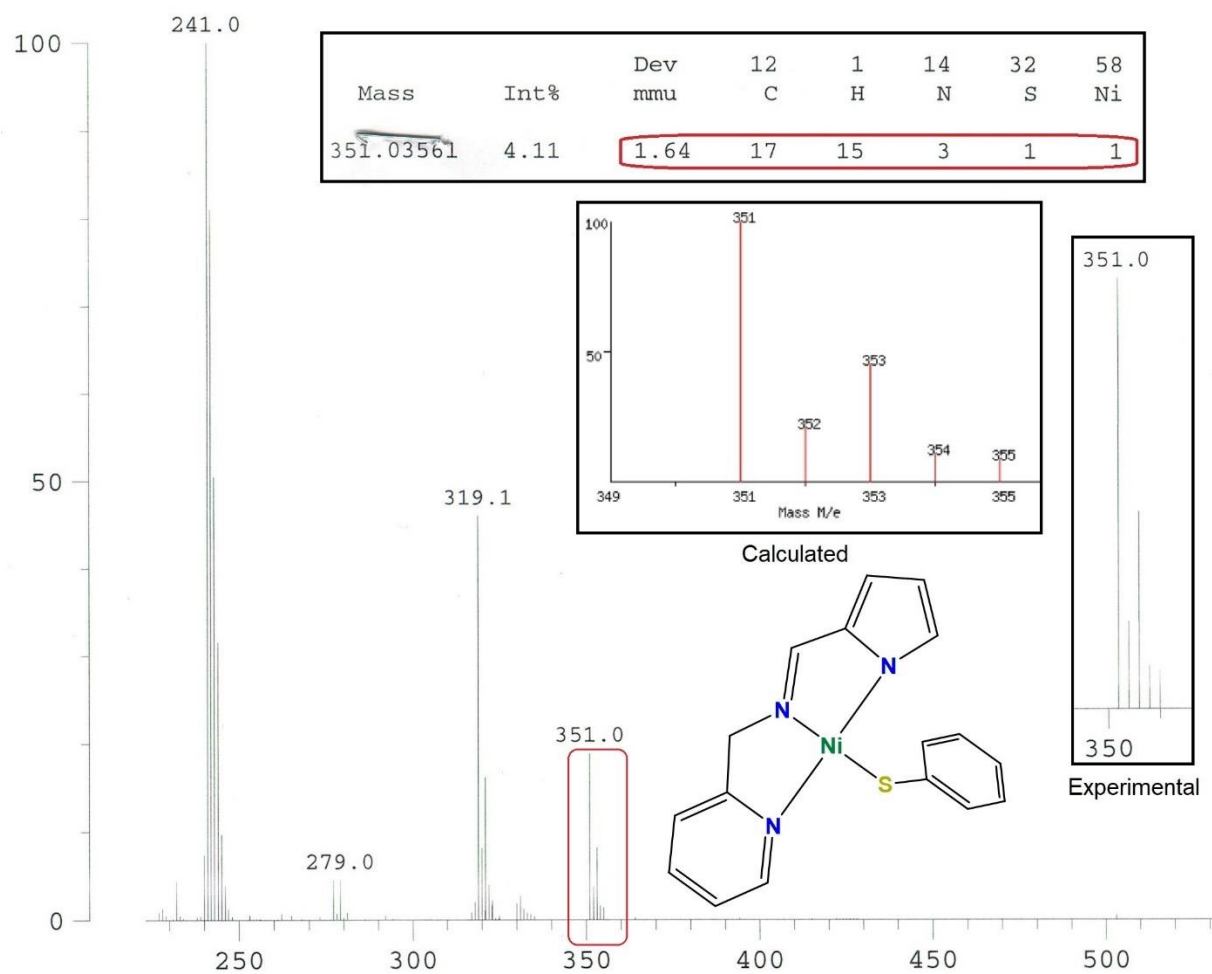 241.0
100
Dev 12 1 14 32 58
Mass Int% mmu C H N S Ni
351.03561 4.11 1.64 17 15 3 1 1
100
351
50
353
352
354
355
349 351 353 355
Mass M/e
Calculated
351.0
350
Experimental
50
319.1
351.0
279.0
N
N
Ni
S
N
0
250 300 350 400 450 500